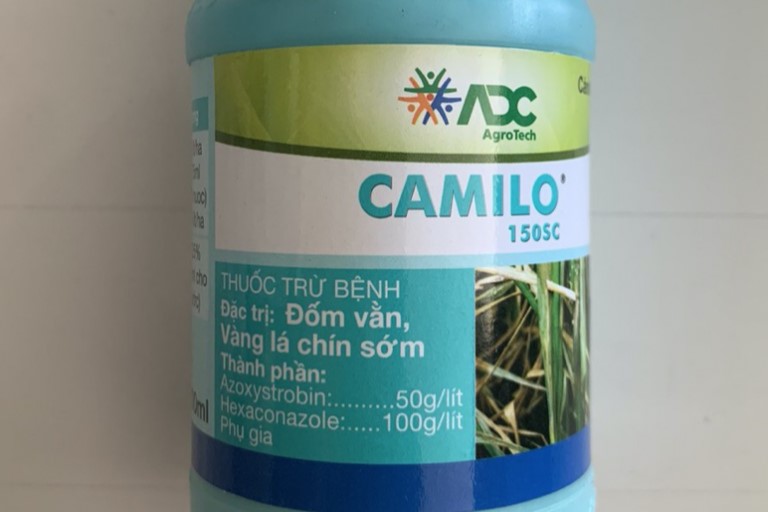 ADC
AgroTech
CAMILO®
150SC
THUỐC TRỪ BỆNH
Đặc trị: Đốm vằn,
Vàng lá chín sớm
Thành phần:
Azoxystrobin:.........50g/lít
Hexaconazole:.....100g/lít
Phụ gia